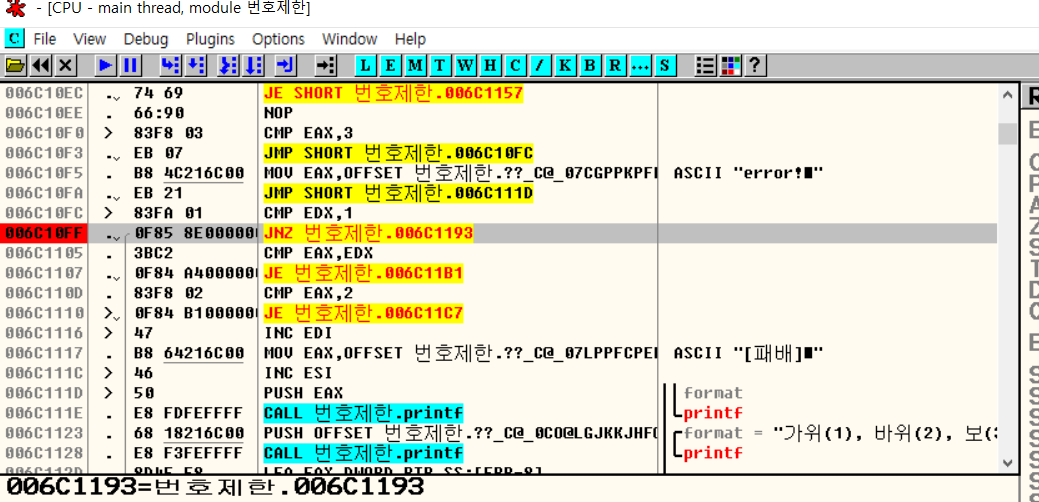 - [CPU - main thread, module 번호제한]
C File View Debug Plugins Options Window Help
L E M T W H C / K B R ... S ?
006C10EC 74 69 JE SHORT 번호제한.006C1157
006C10EE . 66:90 NOP
006C10F0 > 83F8 03 CMP EAX,3
006C10F3 . EB 07 JMP SHORT 번호제한.006C10FC
006C10F5 . B8 4C216C00 MOV EAX,OFFSET 번호제한.??_C@_07CGPPKPF ASCII "error!
006C10FA . EB 21 JMP SHORT 번호제한.006C111D
006C10FC > 83FA 01 CMP EDX,1
006C10FF . 0F85 8E000000 JNZ 번호제한.006C1193
006C1105 . 3BC2 CMP EAX,EDX
006C1107 . 0F84 A4000000 JE 번호제한.006C11B1
006C110D . 83F8 02 CMP EAX,2
006C1110 > 0F84 B1000000 JE 번호제한.006C11C7
006C1116 > 47 INC EDI
006C1117 . B8 64216C00 MOV EAX,OFFSET 번호제한.??_C@_07LPPFCPE ASCII "[패배]
006C111C > 46 INC ESI
006C111D > 50 PUSH EAX format
006C111E . E8 FDFEFFFF CALL 번호제한.printf printf
006C1123 . 68 18216C00 PUSH OFFSET 번호제한.??_C@_0CO@LGJKKJHF format = "가위(1), 바위(2), 보(
006C1128 . E8 F3FEFFFF CALL 번호제한.printf printf
006C112D 8D45 F8 LEA EAX,DWORD PTR SS:[EBP-8]
006C1193=번호제한.006C1193